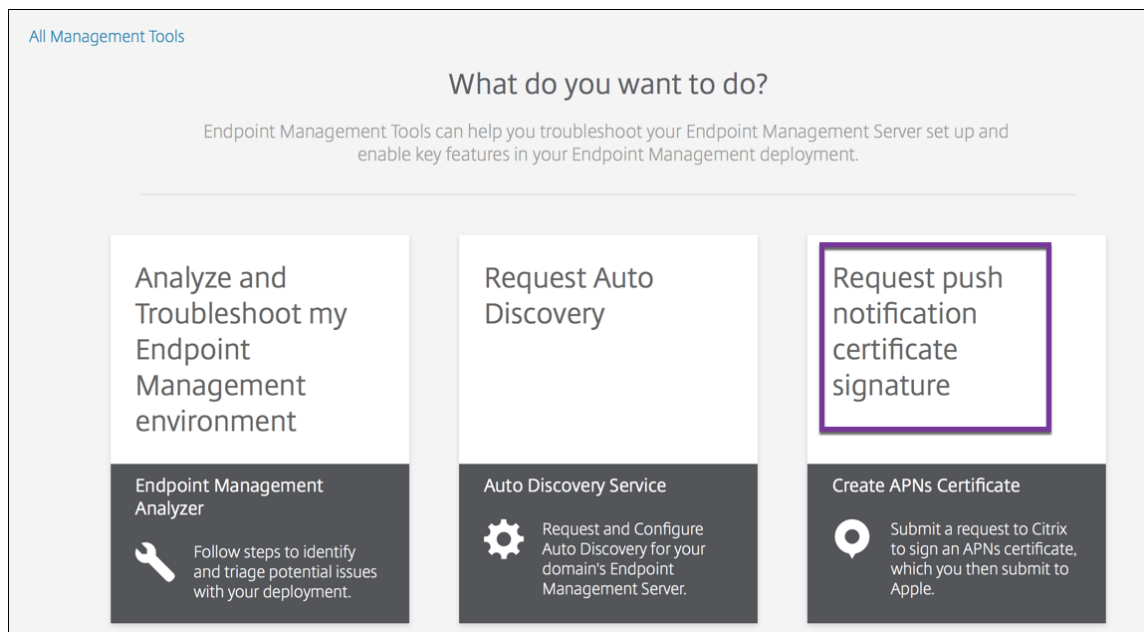 All Management Tools
What do you want to do?
Endpoint Management Tools can help you troubleshoot your Endpoint Management Server set up and
enable key features in your Endpoint Management deployment.
Analyze and
Troubleshoot my
Endpoint
Management
environment
Endpoint Management
Analyzer
Follow steps to identify
and triage potential issues
with your deployment.
Request Auto
Discovery
Auto Discovery Service
Request and Configure
Auto Discovery for your
domain's Endpoint
Management Server.
Request push
notification
certificate
signature
Create APNs Certificate
Submit a request to Citrix
to sign an APNs certificate,
which you then submit to
Apple.